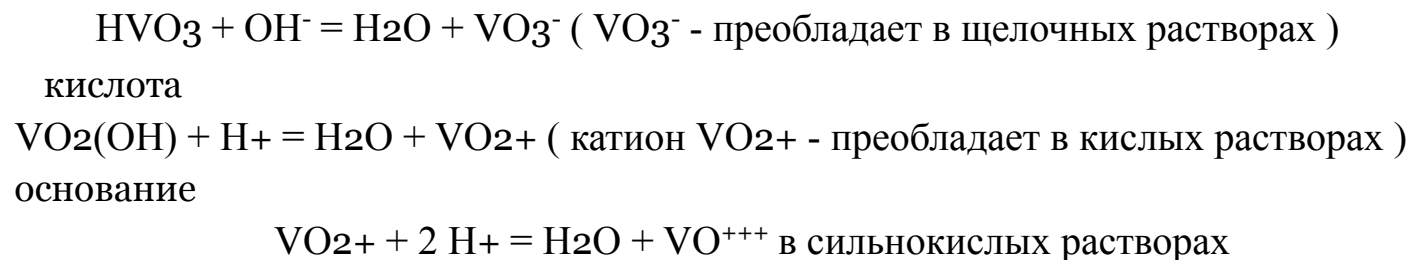 HVO3 + OH⁻ = H2O + VO3⁻ ( VO3⁻ - преобладает в щелочных растворах )
кислота
VO2(OH) + H+ = H2O + VO2+ ( катион VO2+ - преобладает в кислых растворах )
основание
VO2+ + 2 H+ = H2O + VO⁺⁺⁺ в сильнокислых растворах